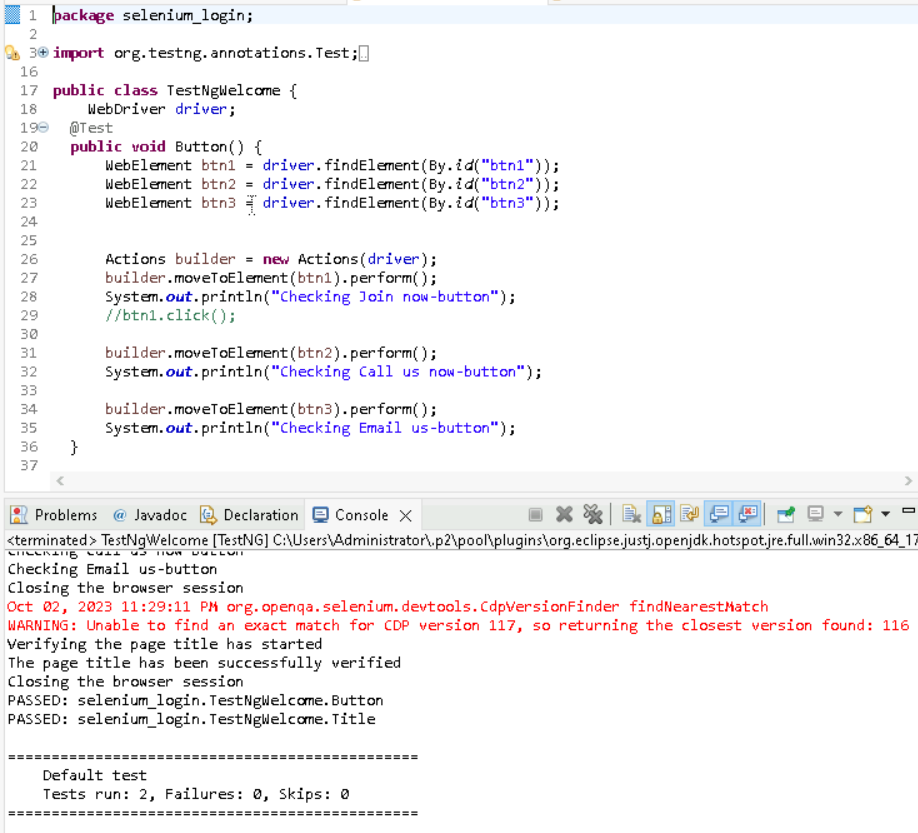 1 package selenium_login;
2
3 import org.testng.annotations.Test;
16
17 public class TestNgWelcome {
18 WebDriver driver;
19 @Test
20 public void Button() {
21 WebElement btn1 = driver.findElement(By.id("btn1"));
22 WebElement btn2 = driver.findElement(By.id("btn2"));
23 WebElement btn3 = driver.findElement(By.id("btn3"));
24
25
26 Actions builder = new Actions(driver);
27 builder.moveToElement(btn1).perform();
28 System.out.println("Checking Join now-button");
29 //btn1.click();
30
31 builder.moveToElement(btn2).perform();
32 System.out.println("Checking Call us now-button");
33
34 builder.moveToElement(btn3).perform();
35 System.out.println("Checking Email us-button");
36 }
37
Problems @ Javadoc Declaration Console
<terminated> TestNgWelcome [TestNG] C:\Users\Administrator\.p2\pool\plugins\org.eclipse.justj.openjdk.hotspot.jre.full.win32.x86_64_17
Checking Call us now-button
Checking Email us-button
Closing the browser session
Oct 02, 2023 11:29:11 PM org.openqa.selenium.devtools.CdpVersionFinder findNearestMatch
WARNING: Unable to find an exact match for CDP version 117, so returning the closest version found: 116
Verifying the page title has started
The page title has been successfully verified
Closing the browser session
PASSED: selenium_login.TestNgWelcome.Button
PASSED: selenium_login.TestNgWelcome.Title
===============================================
Default test
Tests run: 2, Failures: 0, Skips: 0
===============================================